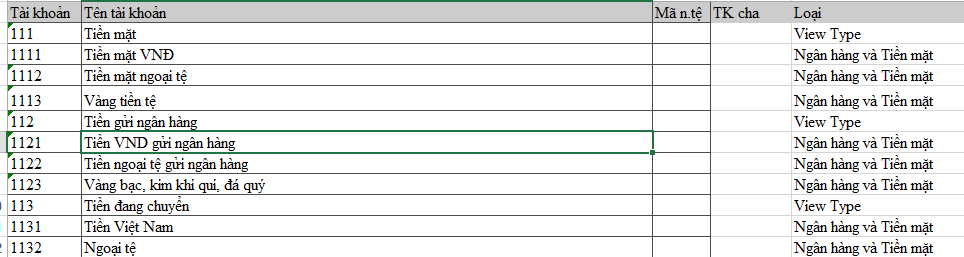 Tài khoản Tên tài khoản Mã n.tệ TK cha Loại
111 Tiền mặt View Type
1111 Tiền mặt VNĐ Ngân hàng và Tiền mặt
1112 Tiền mặt ngoại tệ Ngân hàng và Tiền mặt
1113 Vàng tiền tệ Ngân hàng và Tiền mặt
112 Tiền gửi ngân hàng View Type
1121 Tiền VND gửi ngân hàng Ngân hàng và Tiền mặt
1122 Tiền ngoại tệ gửi ngân hàng Ngân hàng và Tiền mặt
1123 Vàng bạc, kim khí quí, đá quý Ngân hàng và Tiền mặt
113 Tiền đang chuyển View Type
1131 Tiền Việt Nam Ngân hàng và Tiền mặt
1132 Ngoại tệ Ngân hàng và Tiền mặt